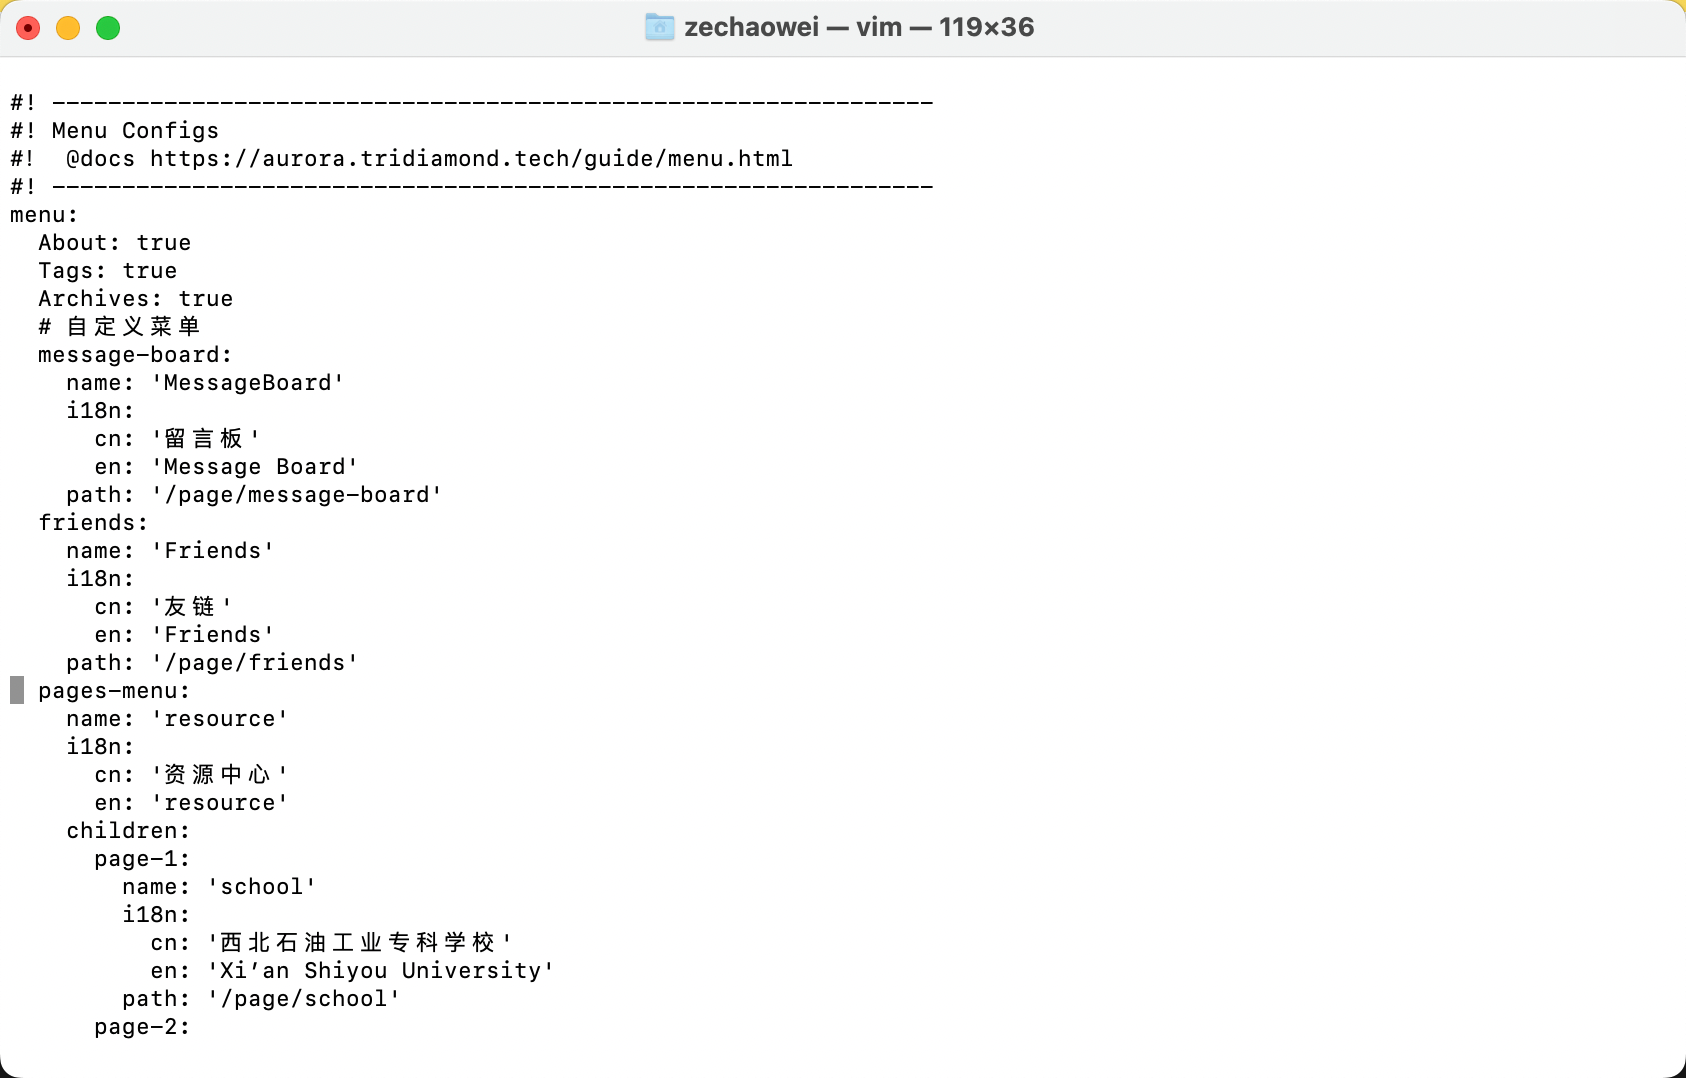 zechaowei — vim — 119×36
#! ---------------------------------------------------------------
#! Menu Configs
#!  @docs https://aurora.tridiamond.tech/guide/menu.html
#! ---------------------------------------------------------------
menu:
  About: true
  Tags: true
  Archives: true
  # 自定义菜单
  message-board:
    name: 'MessageBoard'
    i18n:
      cn: '留言板'
      en: 'Message Board'
    path: '/page/message-board'
  friends:
    name: 'Friends'
    i18n:
      cn: '友链'
      en: 'Friends'
    path: '/page/friends'
  pages-menu:
    name: 'resource'
    i18n:
      cn: '资源中心'
      en: 'resource'
    children:
      page-1:
        name: 'school'
        i18n:
          cn: '西北石油工业专科学校'
          en: 'Xi’an Shiyou University'
        path: '/page/school'
      page-2: